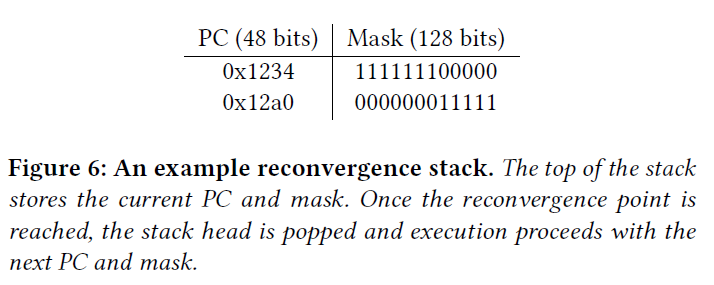 PC (48 bits) Mask (128 bits)
0x1234 111111100000
0x12a0 000000011111
Figure 6: An example reconvergence stack. The top of the stack
stores the current PC and mask. Once the reconvergence point is
reached, the stack head is popped and execution proceeds with the
next PC and mask.